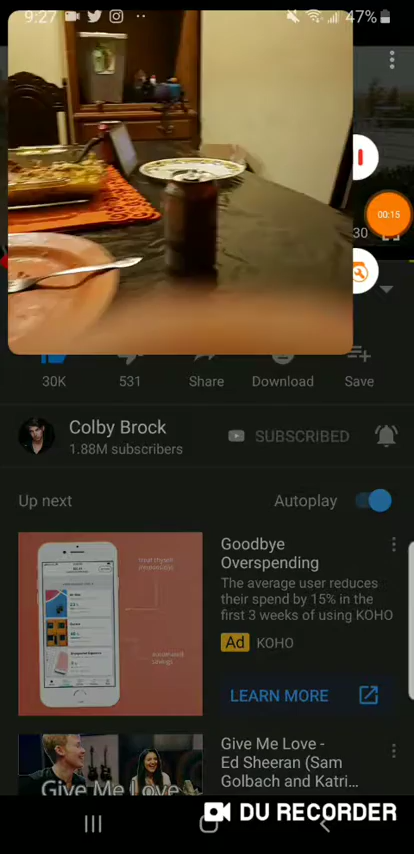 9:27
47%
00:15
30
30K
531
Share
Download
Save
Colby Brock
1.88M subscribers
SUBSCRIBED
Up next
Autoplay
Goodbye
Overspending
The average user reduces
their spend by 15% in the
first 3 weeks of using KOHO
Ad KOHO
LEARN MORE
Give Me Love -
Ed Sheeran (Sam
Golbach and Katri...
Give Me Love
DU RECORDER